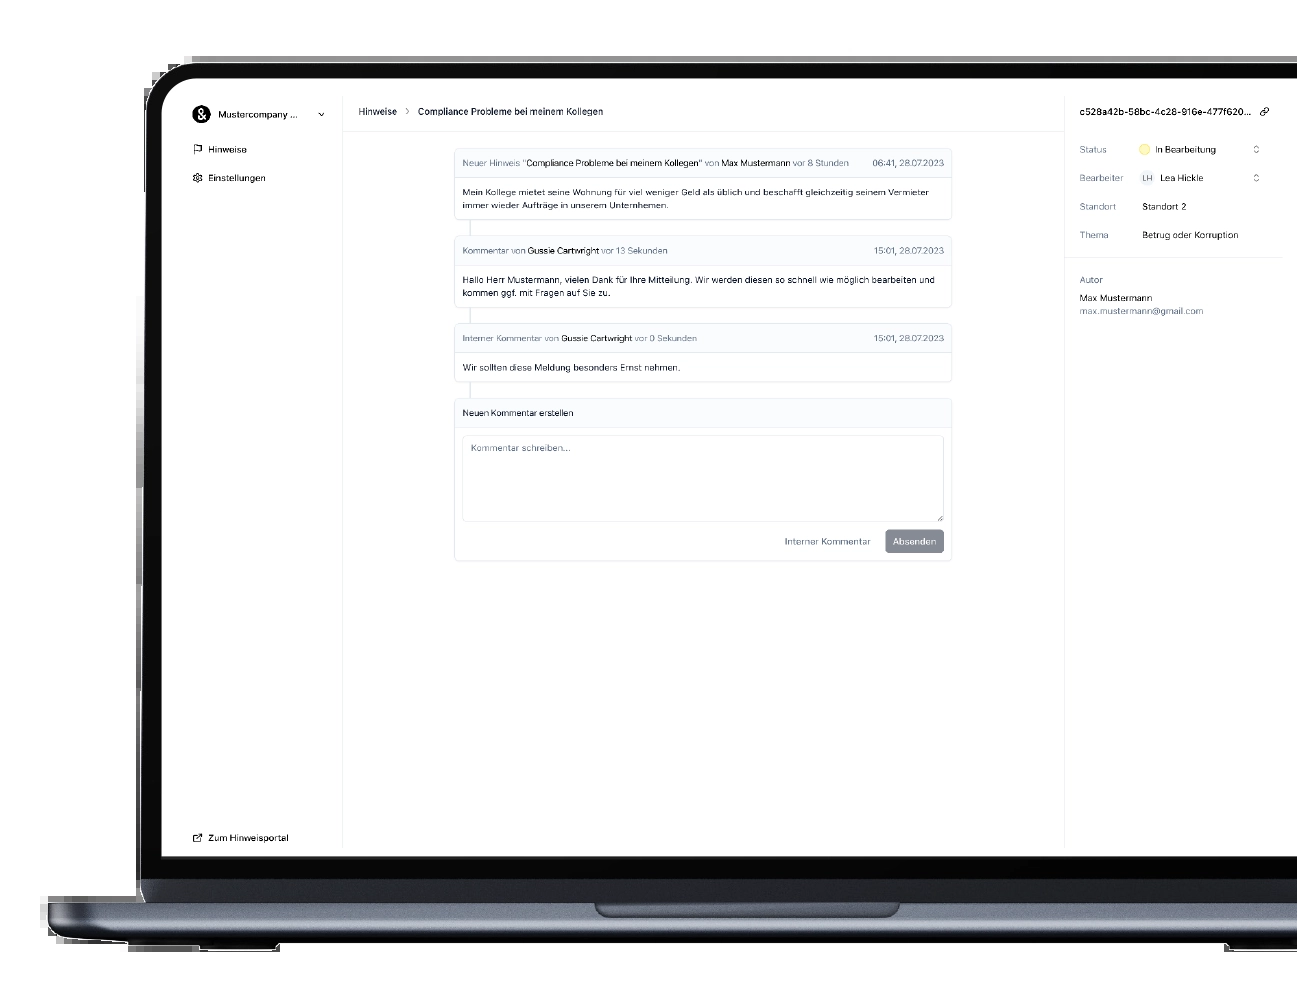 & Mustercompany ...
Hinweise
Einstellungen
Zum Hinweisportal
Hinweise > Compliance Probleme bei meinem Kollegen
Neuer Hinweis "Compliance Probleme bei meinem Kollegen" von Max Mustermann vor 8 Stunden 06:41, 28.07.2023
Mein Kollege mietet seine Wohnung für viel weniger Geld als üblich und beschafft gleichzeitig seinem Vermieter
immer wieder Aufträge in unserem Unternhemen.
Kommentar von Gussie Cartwright vor 13 Sekunden 15:01, 28.07.2023
Hallo Herr Mustermann, vielen Dank für Ihre Mitteilung. Wir werden diesen so schnell wie möglich bearbeiten und
kommen ggf. mit Fragen auf Sie zu.
Interner Kommentar von Gussie Cartwright vor 0 Sekunden 15:01, 28.07.2023
Wir sollten diese Meldung besonders Ernst nehmen.
Neuen Kommentar erstellen
Kommentar schreiben...
Interner Kommentar Absenden
c528a42b-58bc-4c28-916e-477f620...
Status In Bearbeitung
Bearbeiter LH Lea Hickle
Standort Standort 2
Thema Betrug oder Korruption
Autor
Max Mustermann
max.mustermann@gmail.com